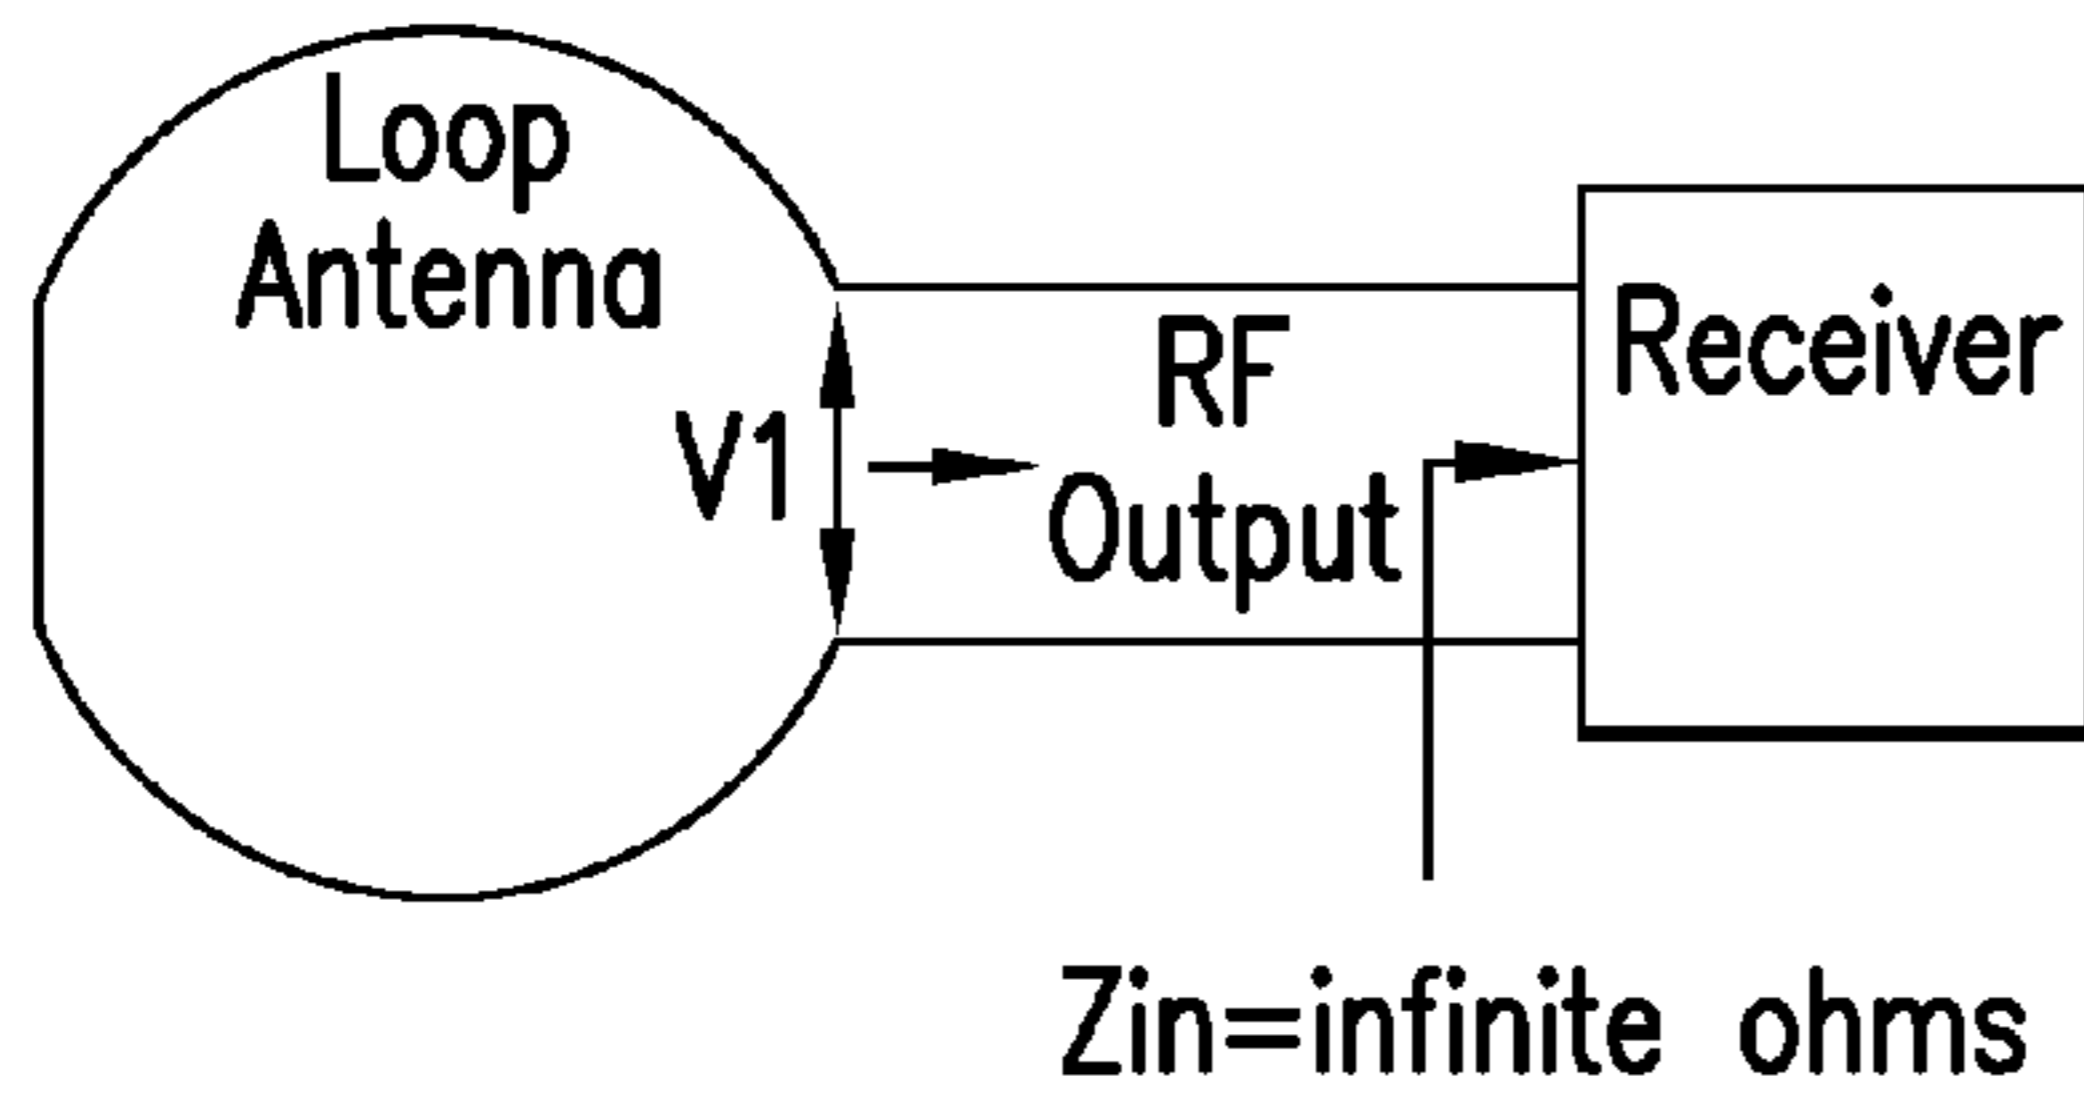 Loop
Antenna
V1
RF
Output
Receiver
Zin=infinite ohms